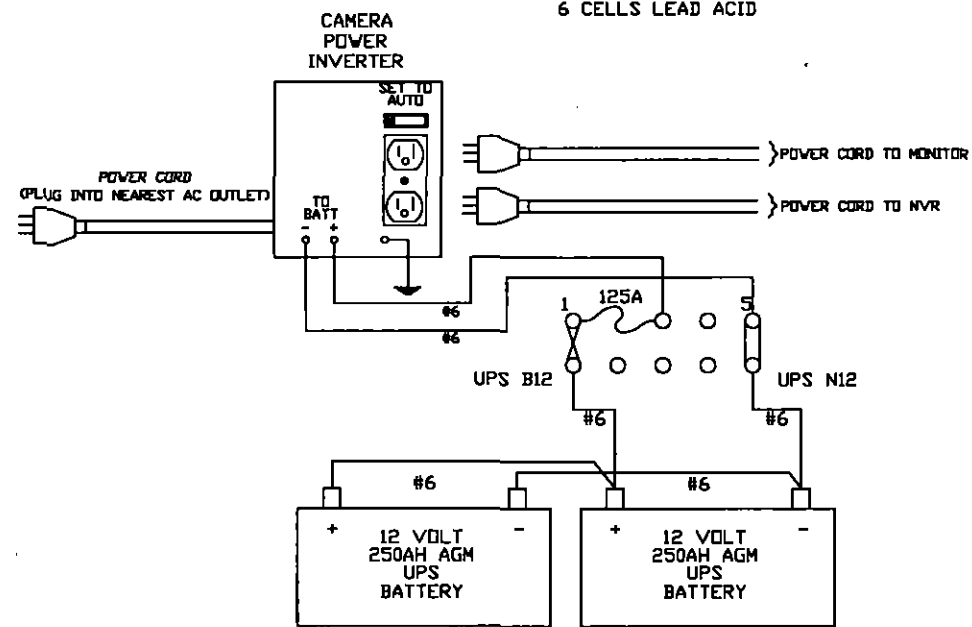 6 CELLS LEAD ACID
CAMERA
POWER
INVERTER
SET TO
AUTO
POWER CORD TO MONITOR
POWER CORD
(PLUG INTO NEAREST AC OUTLET)
TO
BATT
- +
POWER CORD TO NVR
#6
#6
1 125A 5
UPS B12
UPS N12
#6
#6
#6
#6
+ -
12 VOLT
250AH AGM
UPS
BATTERY
+ -
12 VOLT
250AH AGM
UPS
BATTERY